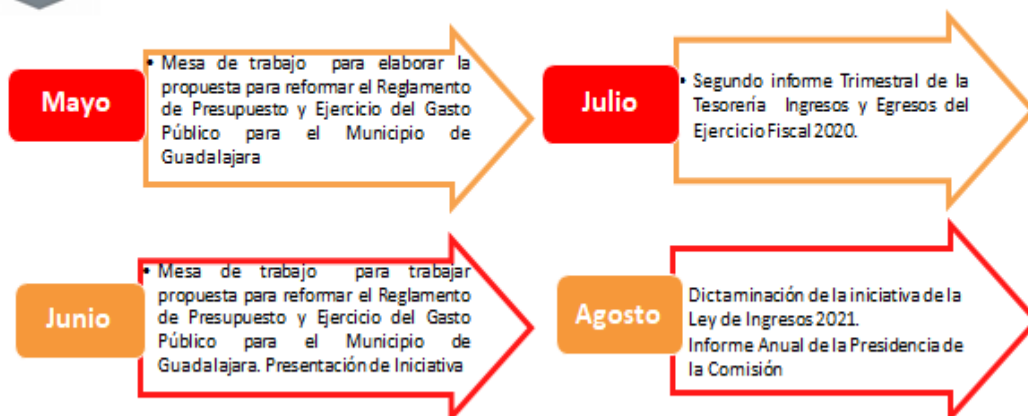 Mayo
• Mesa de trabajo para elaborar la
propuesta para reformar el Reglamento
de Presupuesto y Ejercicio del Gasto
Público para el Municipio de
Guadalajara
Junio
• Mesa de trabajo para trabajar
propuesta para reformar el Reglamento
de Presupuesto y Ejercicio del Gasto
Público para el Municipio de
Guadalajara. Presentación de Iniciativa
Julio
• Segundo informe Trimestral de la
Tesorería Ingresos y Egresos del
Ejercicio Fiscal 2020.
Agosto
Dictaminación de la iniciativa de la
Ley de Ingresos 2021.
Informe Anual de la Presidencia de
la Comisión